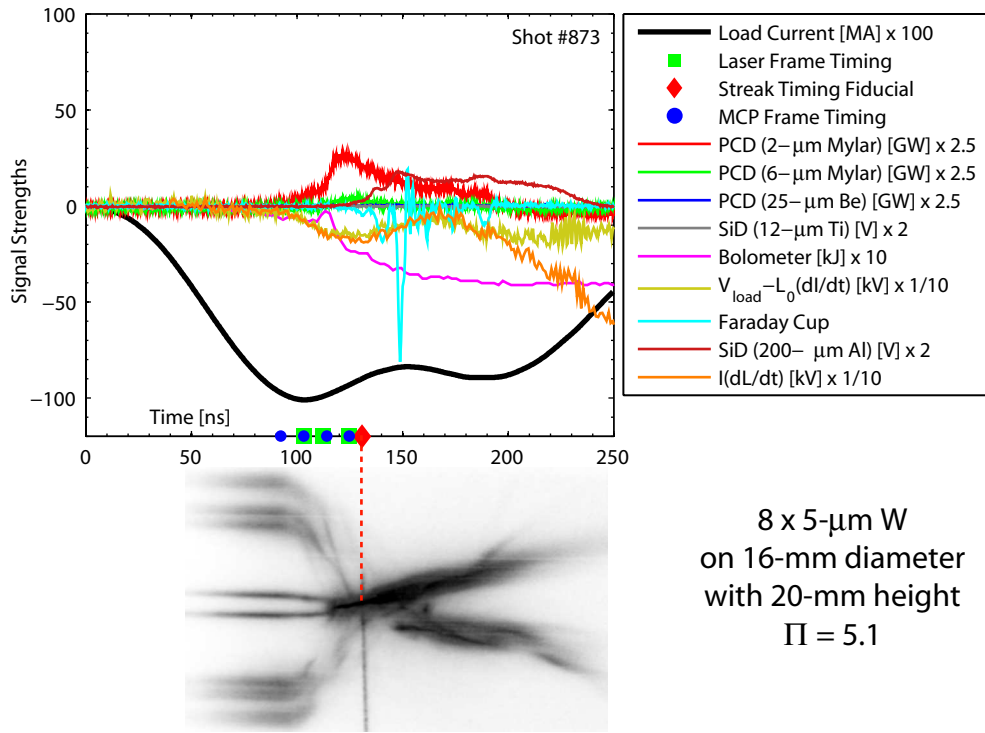 100
50
0
−50
−100
Signal Strengths
Shot #873
Time [ns]
0
50
100
150
200
250
Load Current [MA] x 100
Laser Frame Timing
Streak Timing Fiducial
MCP Frame Timing
PCD (2−μm Mylar) [GW] x 2.5
PCD (6−μm Mylar) [GW] x 2.5
PCD (25−μm Be) [GW] x 2.5
SiD (12−μm Ti) [V] x 2
Bolometer [kJ] x 10
V_load−L_0(dI/dt) [kV] x 1/10
Faraday Cup
SiD (200− μm Al) [V] x 2
I(dL/dt) [kV] x 1/10
8 x 5-μm W
on 16-mm diameter
with 20-mm height
Π = 5.1